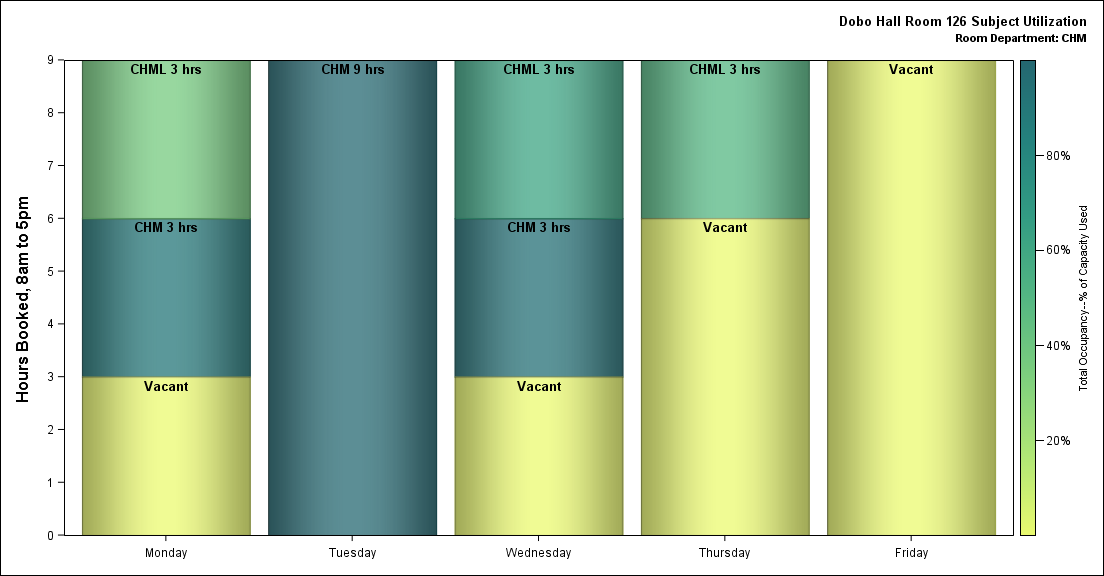 Dobo Hall Room 126 Subject Utilization
Room Department: CHM
Hours Booked, 8am to 5pm
9
8
7
6
5
4
3
2
1
0
CHML 3 hrs
CHM 3 hrs
Vacant
CHM 9 hrs
CHML 3 hrs
CHM 3 hrs
Vacant
CHML 3 hrs
Vacant
Vacant
Monday
Tuesday
Wednesday
Thursday
Friday
80%
60%
40%
20%
Total Occupancy--% of Capacity Used